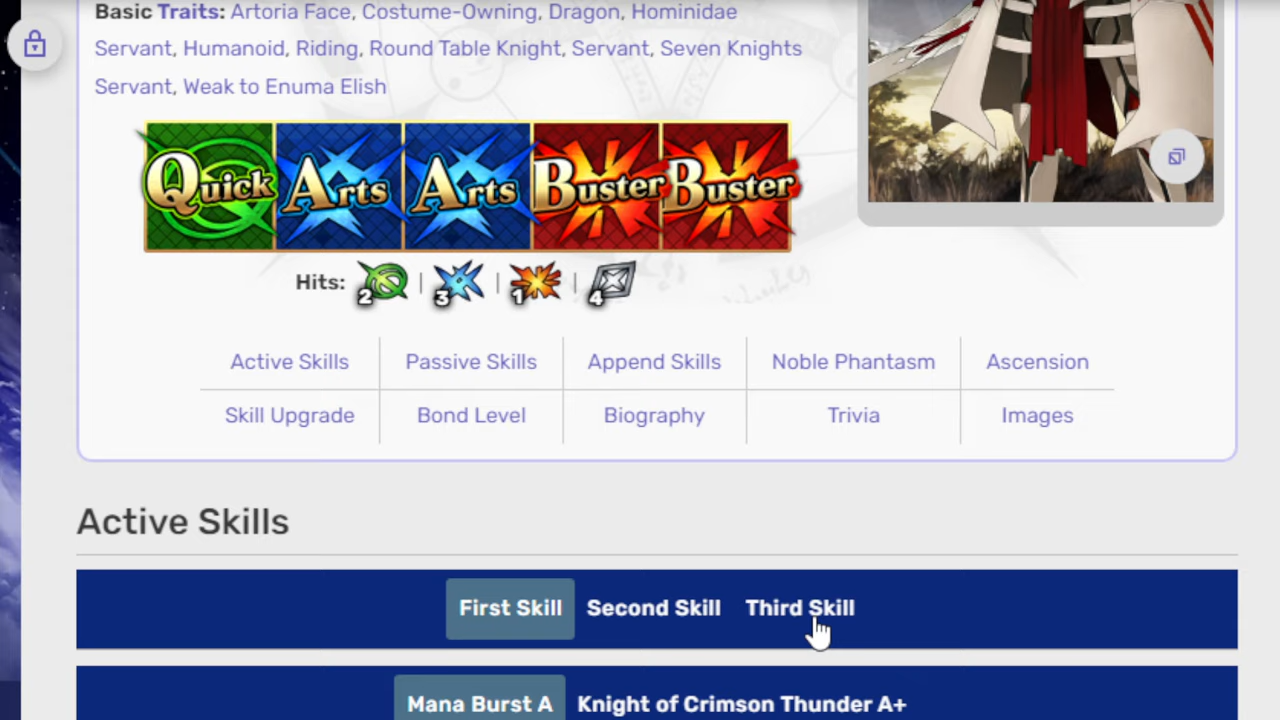 Basic Traits: Artoria Face, Costume-Owning, Dragon, Hominidae
Servant, Humanoid, Riding, Round Table Knight, Servant, Seven Knights
Servant, Weak to Enuma Elish
Quick Arts Arts Buster Buster
Hits: 2 | 3 | 1 | 4
Active Skills Passive Skills Append Skills Noble Phantasm Ascension
Skill Upgrade Bond Level Biography Trivia Images
Active Skills
First Skill Second Skill Third Skill
Mana Burst A Knight of Crimson Thunder A+